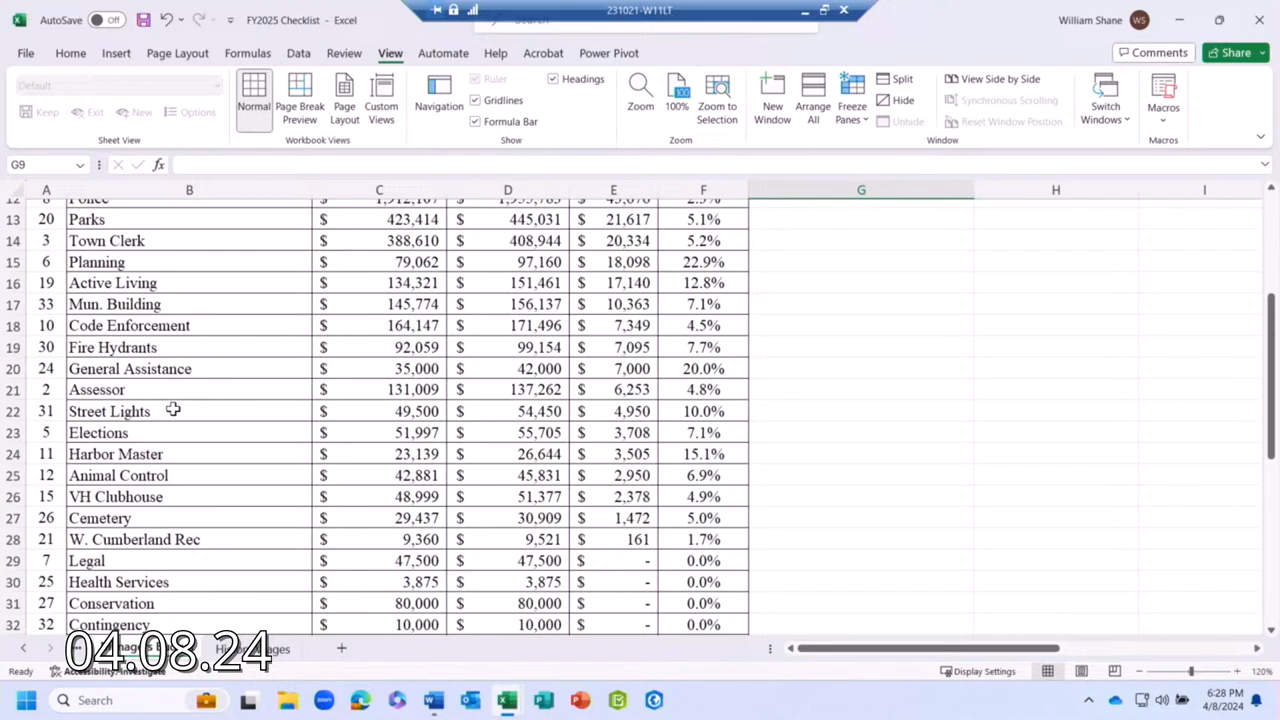 AutoSave Off FY2025 Checklist - Excel 231021-W11LT William Shane WS
File Home Insert Page Layout Formulas Data Review View Automate Help Acrobat Power Pivot Comments Share
Default Ruler Headings Split View Side by Side
Keep Exit New Options Normal Page Break Preview Page Layout Custom Views Navigation Gridlines Zoom 100% Zoom to Selection New Window Arrange All Freeze Panes Hide Synchronous Scrolling Switch Windows Macros
Formula Bar Unhide Reset Window Position
Sheet View Workbook Views Show Zoom Window Macros
G9 fx
A B C D E F G H I
13 20 Parks $ 423,414 $ 445,031 $ 21,617 5.1%
14 3 Town Clerk $ 388,610 $ 408,944 $ 20,334 5.2%
15 6 Planning $ 79,062 $ 97,160 $ 18,098 22.9%
16 19 Active Living $ 134,321 $ 151,461 $ 17,140 12.8%
17 33 Mun. Building $ 145,774 $ 156,137 $ 10,363 7.1%
18 10 Code Enforcement $ 164,147 $ 171,496 $ 7,349 4.5%
19 30 Fire Hydrants $ 92,059 $ 99,154 $ 7,095 7.7%
20 24 General Assistance $ 35,000 $ 42,000 $ 7,000 20.0%
21 2 Assessor $ 131,009 $ 137,262 $ 6,253 4.8%
22 31 Street Lights $ 49,500 $ 54,450 $ 4,950 10.0%
23 5 Elections $ 51,997 $ 55,705 $ 3,708 7.1%
24 11 Harbor Master $ 23,139 $ 26,644 $ 3,505 15.1%
25 12 Animal Control $ 42,881 $ 45,831 $ 2,950 6.9%
26 15 VH Clubhouse $ 48,999 $ 51,377 $ 2,378 4.9%
27 26 Cemetery $ 29,437 $ 30,909 $ 1,472 5.0%
28 21 W. Cumberland Rec $ 9,360 $ 9,521 $ 161 1.7%
29 7 Legal $ 47,500 $ 47,500 $ - 0.0%
30 25 Health Services $ 3,875 $ 3,875 $ - 0.0%
31 27 Conservation $ 80,000 $ 80,000 $ - 0.0%
32 32 Contingency $ 10,000 $ 10,000 $ - 0.0%
04.08.24
Ready Accessibility: Investigate Display Settings 120%
Search 6:28 PM
4/8/2024